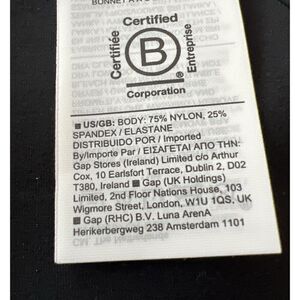 Certified
Certifiée
B
Entreprise
®
Corporation
■ US/GB: BODY: 75% NYLON, 25%
SPANDEX / ELASTANE
DISTRIBUIDO POR / Imported
By/Importe Par / ΕΙΣΑΓΕΤΑΙ ΑΠΟ ΤΗΝ:
Gap Stores (Ireland) Limited c/o Arthur
Cox, 10 Earlsfort Terrace, Dublin 2, D02
T380, Ireland ■ Gap (UK Holdings)
Limited, 2nd Floor Nations House, 103
Wigmore Street, London, W1U 1QS, UK
■ Gap (RHC) B.V. Luna ArenA
Herikerbergweg 238 Amsterdam 1101